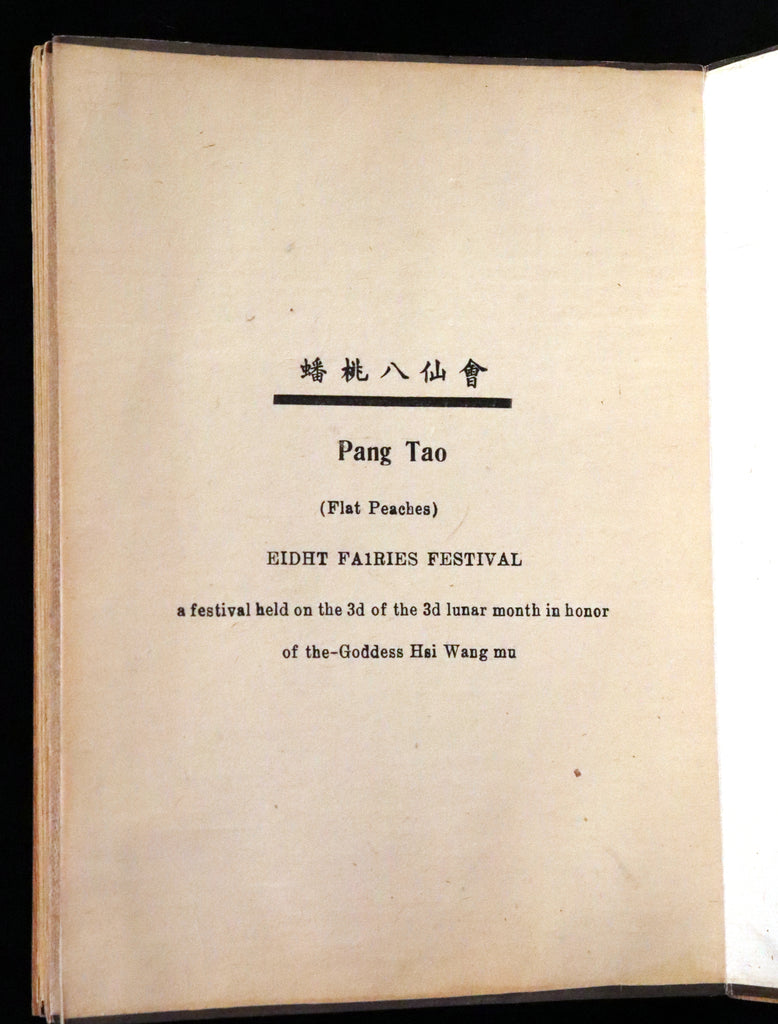 蟠桃八仙會
Pang Tao
(Flat Peaches)
EIDHT FA1RIES FESTIVAL
a festival held on the 3d of the 3d lunar month in honor
of the-Goddess Hsi Wang mu